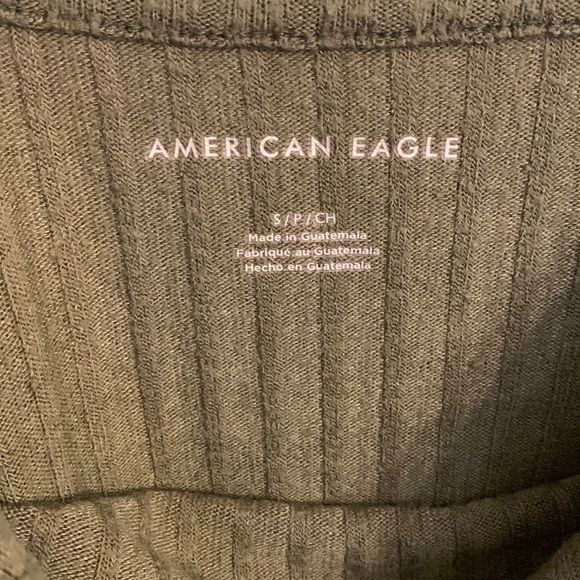 AMERICAN EAGLE
S/P/CH
Made in Guatemala
Fabriqué au Guatemala
Hecho en Guatemala